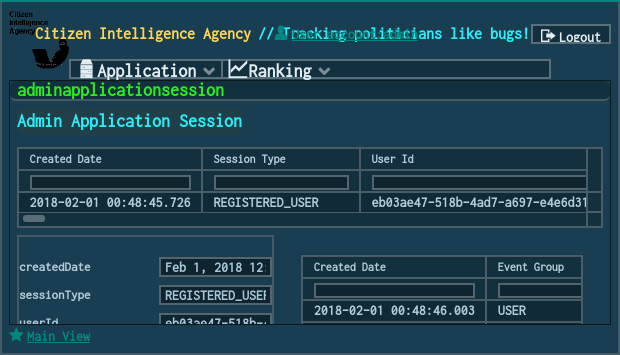 Citizen
Intelligence
Agency
Citizen Intelligence Agency // Tracking politicians like bugs!
Logout
Application
Ranking
adminapplicationsession
Admin Application Session
Created Date Session Type User Id
2018-02-01 00:48:45.726 REGISTERED_USER eb03ae47-518b-4ad7-a697-e4e6d31
createdDate Feb 1, 2018 12:
sessionType REGISTERED_USER
userId eb03ae47-518b-
Created Date Event Group
2018-02-01 00:48:46.003 USER
Main View